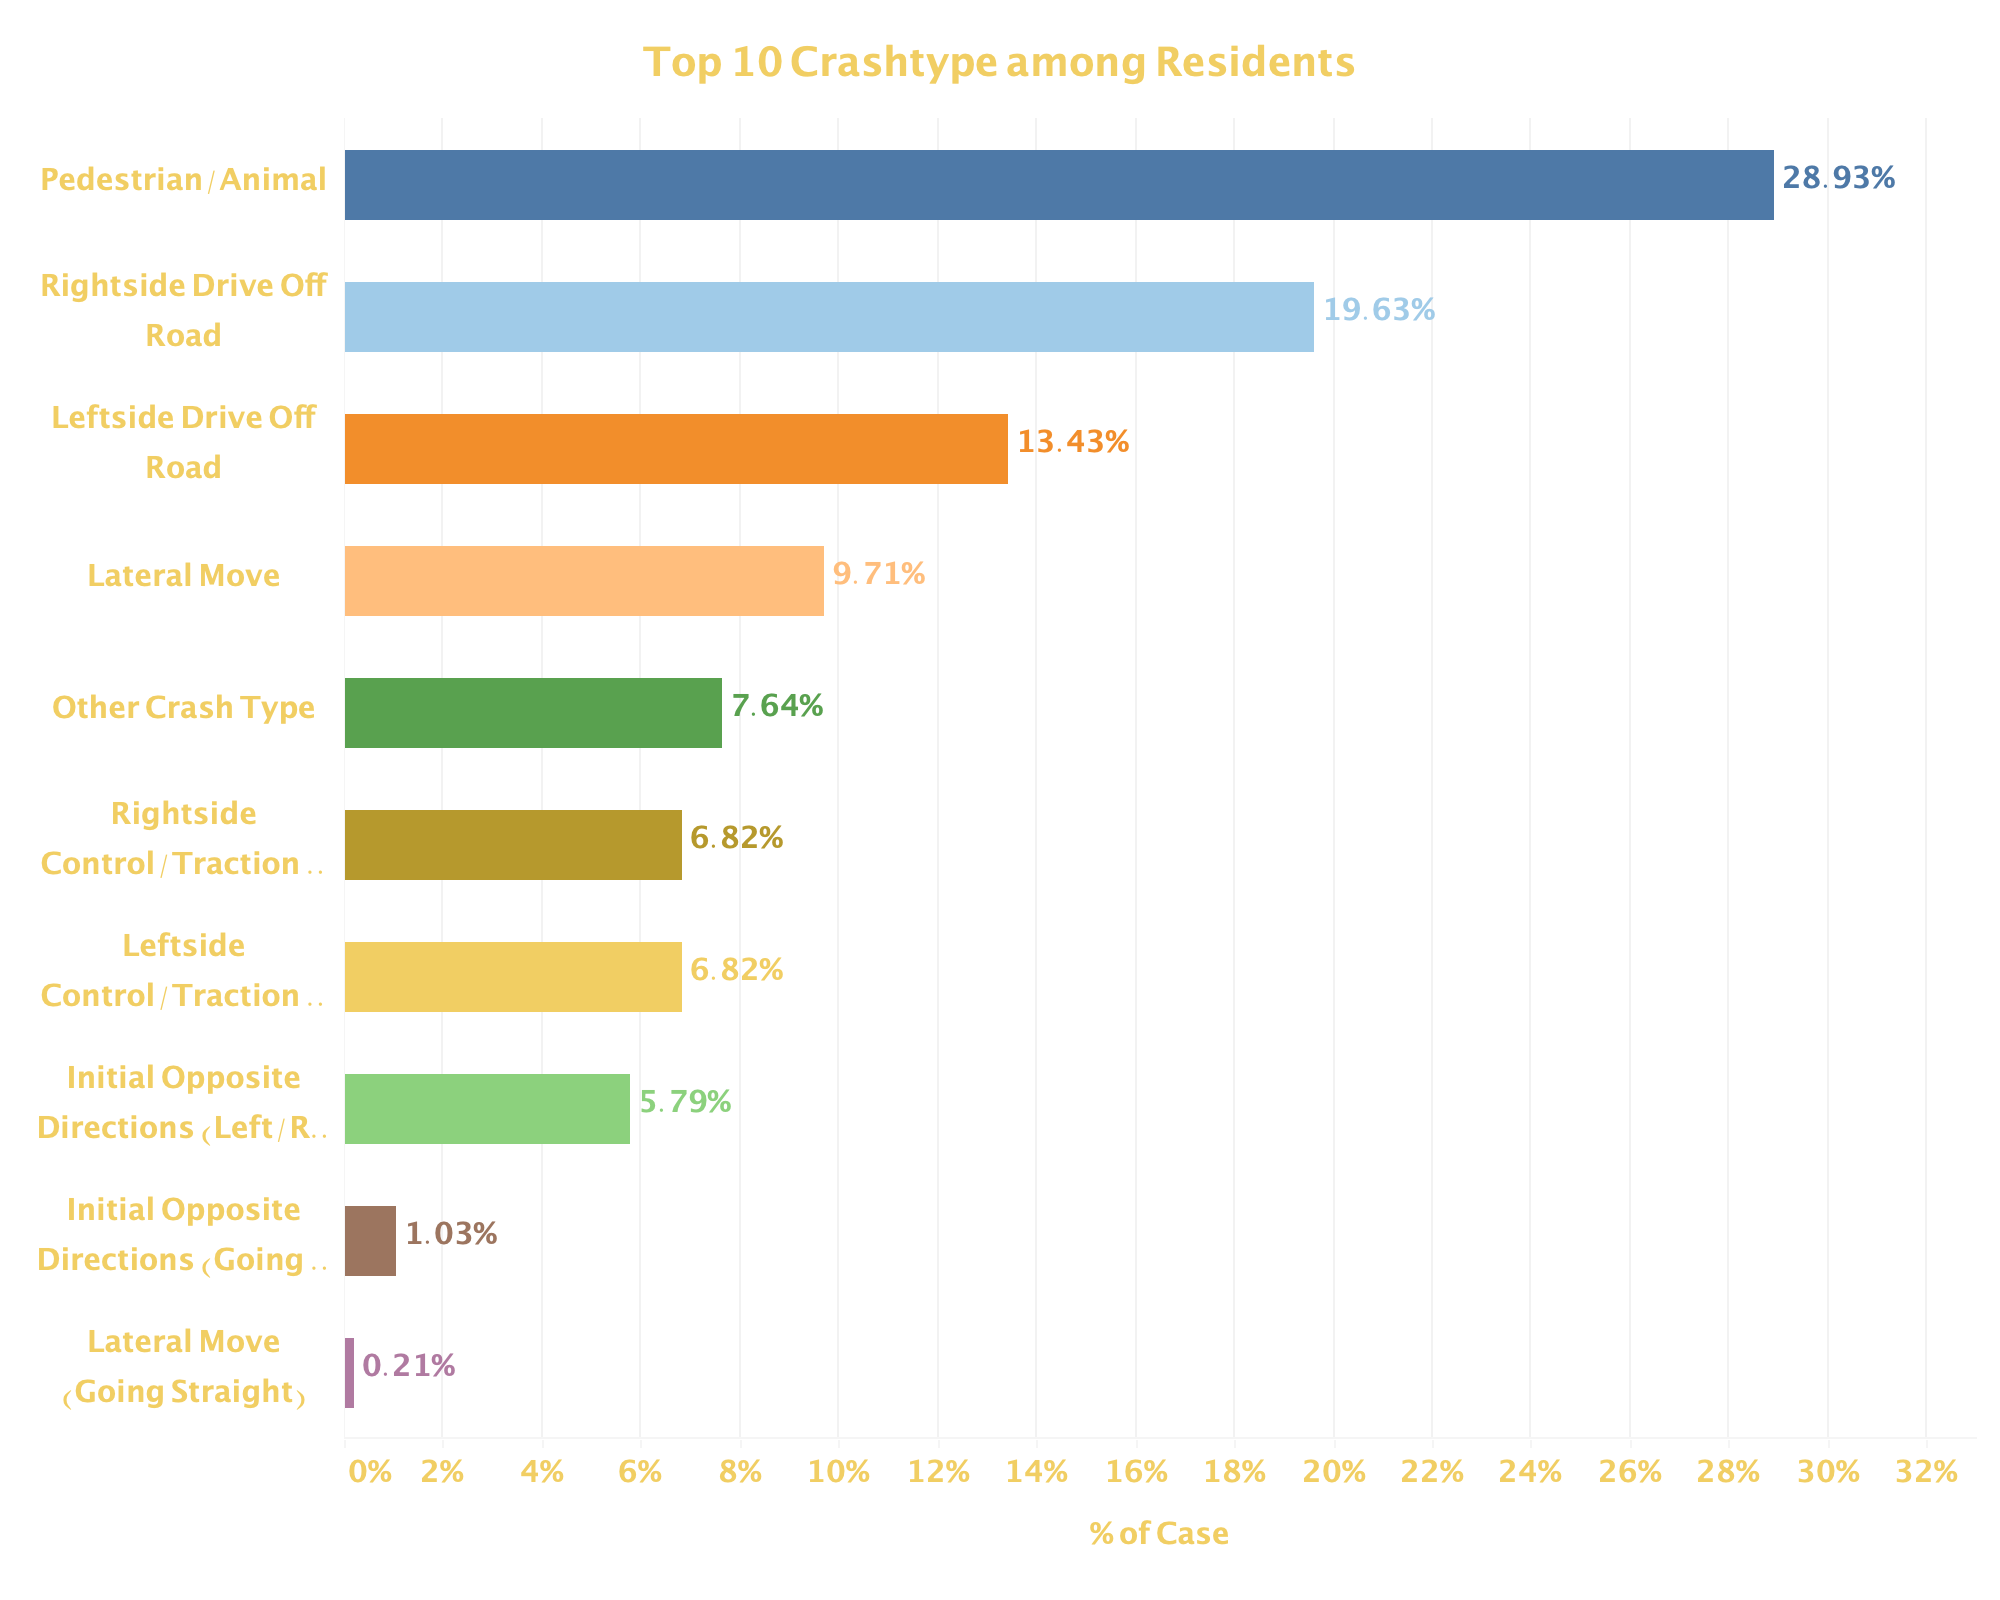 Top 10 Crashtype among Residents
Pedestrian/Animal
28.93%
Rightside Drive Off
Road
19.63%
Leftside Drive Off
Road
13.43%
Lateral Move
9.71%
Other Crash Type
7.64%
Rightside
Control/Traction ..
6.82%
Leftside
Control/Traction ..
6.82%
Initial Opposite
Directions (Left/R..
5.79%
Initial Opposite
Directions (Going ..
1.03%
Lateral Move
(Going Straight)
0.21%
0% 2% 4% 6% 8% 10% 12% 14% 16% 18% 20% 22% 24% 26% 28% 30% 32%
% of Case